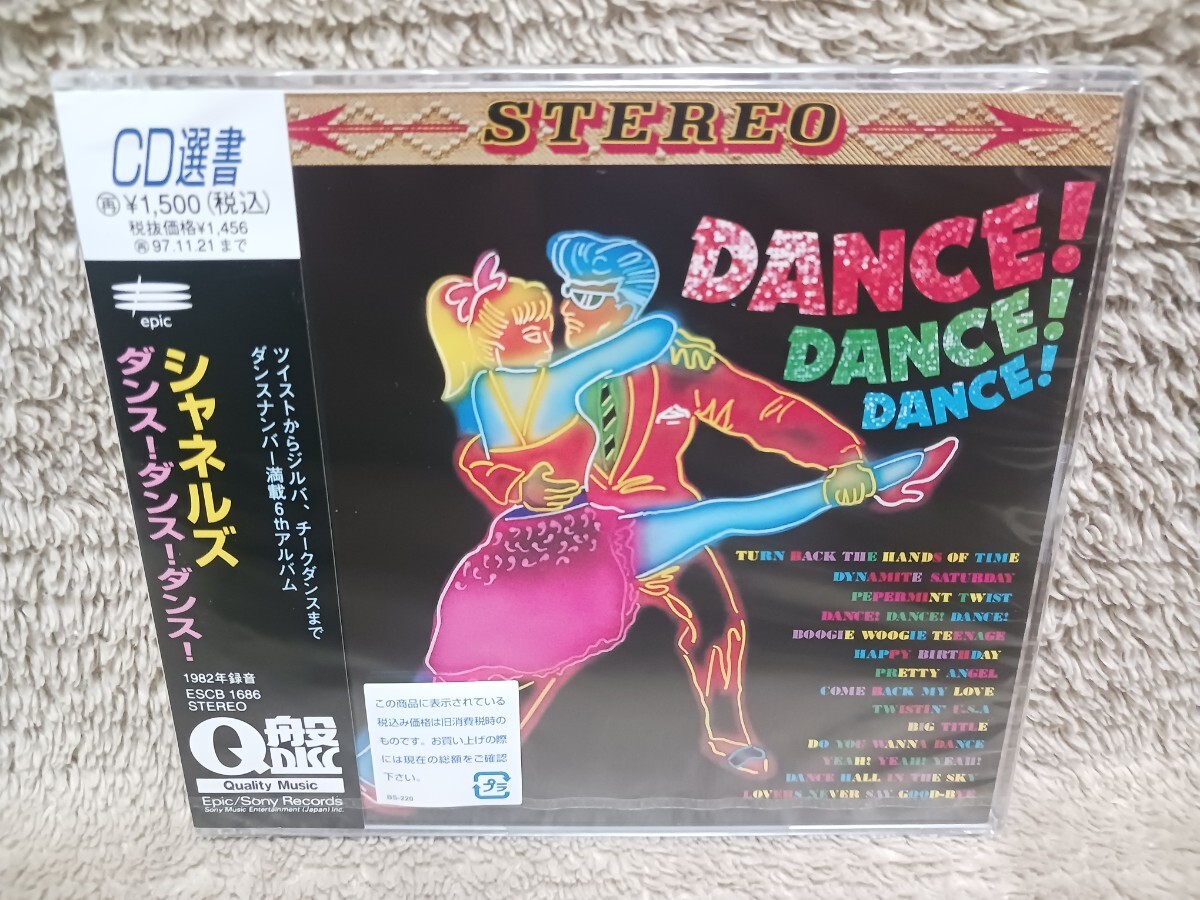 CD選書
再¥1,500(税込)
税抜価格¥1,456
再97.11.21まで
epic
シャネルズ
ダンス!ダンス!ダンス!
ツイストからジルバ、チークダンスまで
ダンスナンバー満載6thアルバム
1982年録音
ESCB 1686
STEREO
Q盤
DISC
Quality Music
Epic/Sony Records
Sony Music Entertainment (Japan) Inc.
STEREO
DANCE!
DANCE!
DANCE!
TURN BACK THE HANDS OF TIME
DYNAMITE SATURDAY
PEPERMINT TWIST
DANCE! DANCE! DANCE!
BOOGIE WOOGIE TEENAGE
HAPPY BIRTHDAY
PRETTY ANGEL
COME BACK MY LOVE
TWISTIN' U.S.A
BIG TITLE
DO YOU WANNA DANCE
YEAH! YEAH! YEAH!
DANCE HALL IN THE SKY
LOVERS NEVER SAY GOOD-BYE
この商品に表示されている
税込み価格は旧消費税時の
ものです。お買い上げの際
には現在の総額をご確認
下さい。
BS-220
プラ